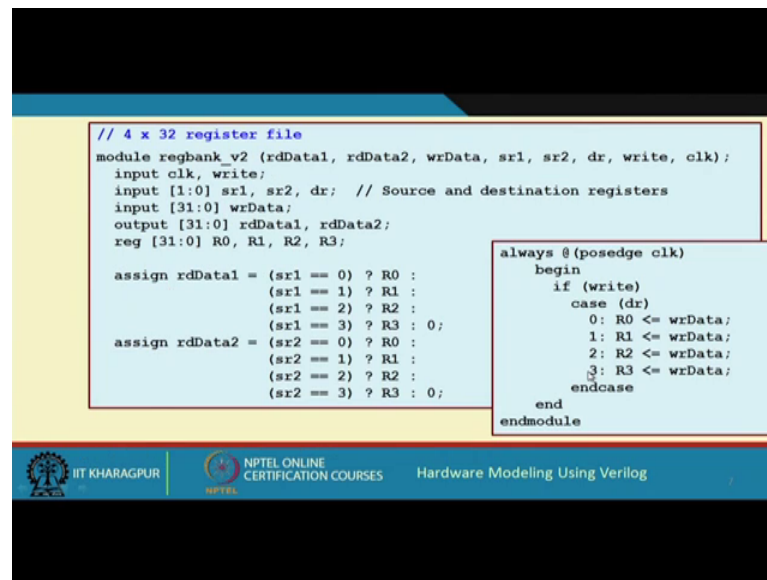 // 4 x 32 register file
module regbank_v2 (rdData1, rdData2, wrData, sr1, sr2, dr, write, clk);
input clk, write;
input [1:0] sr1, sr2, dr; // Source and destination registers
input [31:0] wrData;
output [31:0] rdData1, rdData2;
reg [31:0] R0, R1, R2, R3;
assign rdData1 = (sr1 == 0) ? R0 :
(sr1 == 1) ? R1 :
(sr1 == 2) ? R2 :
(sr1 == 3) ? R3 : 0;
assign rdData2 = (sr2 == 0) ? R0 :
(sr2 == 1) ? R1 :
(sr2 == 2) ? R2 :
(sr2 == 3) ? R3 : 0;
always @(posedge clk)
begin
if (write)
case (dr)
0: R0 <= wrData;
1: R1 <= wrData;
2: R2 <= wrData;
3: R3 <= wrData;
endcase
end
endmodule
IIT KHARAGPUR
NPTEL
NPTEL ONLINE
CERTIFICATION COURSES
Hardware Modeling Using Verilog
7